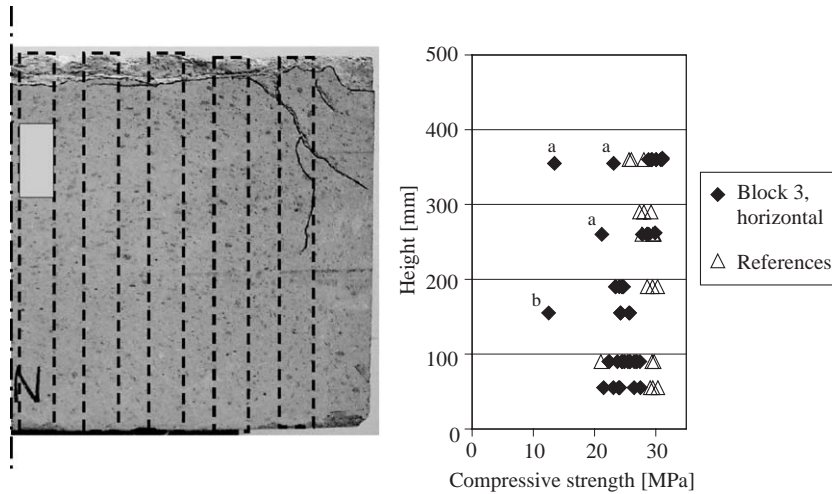 N
500
400
300
200
100
0
Height [mm]
a
a
a
b
0
10
20
30
Compressive strength [MPa]
Block 3,
horizontal
References